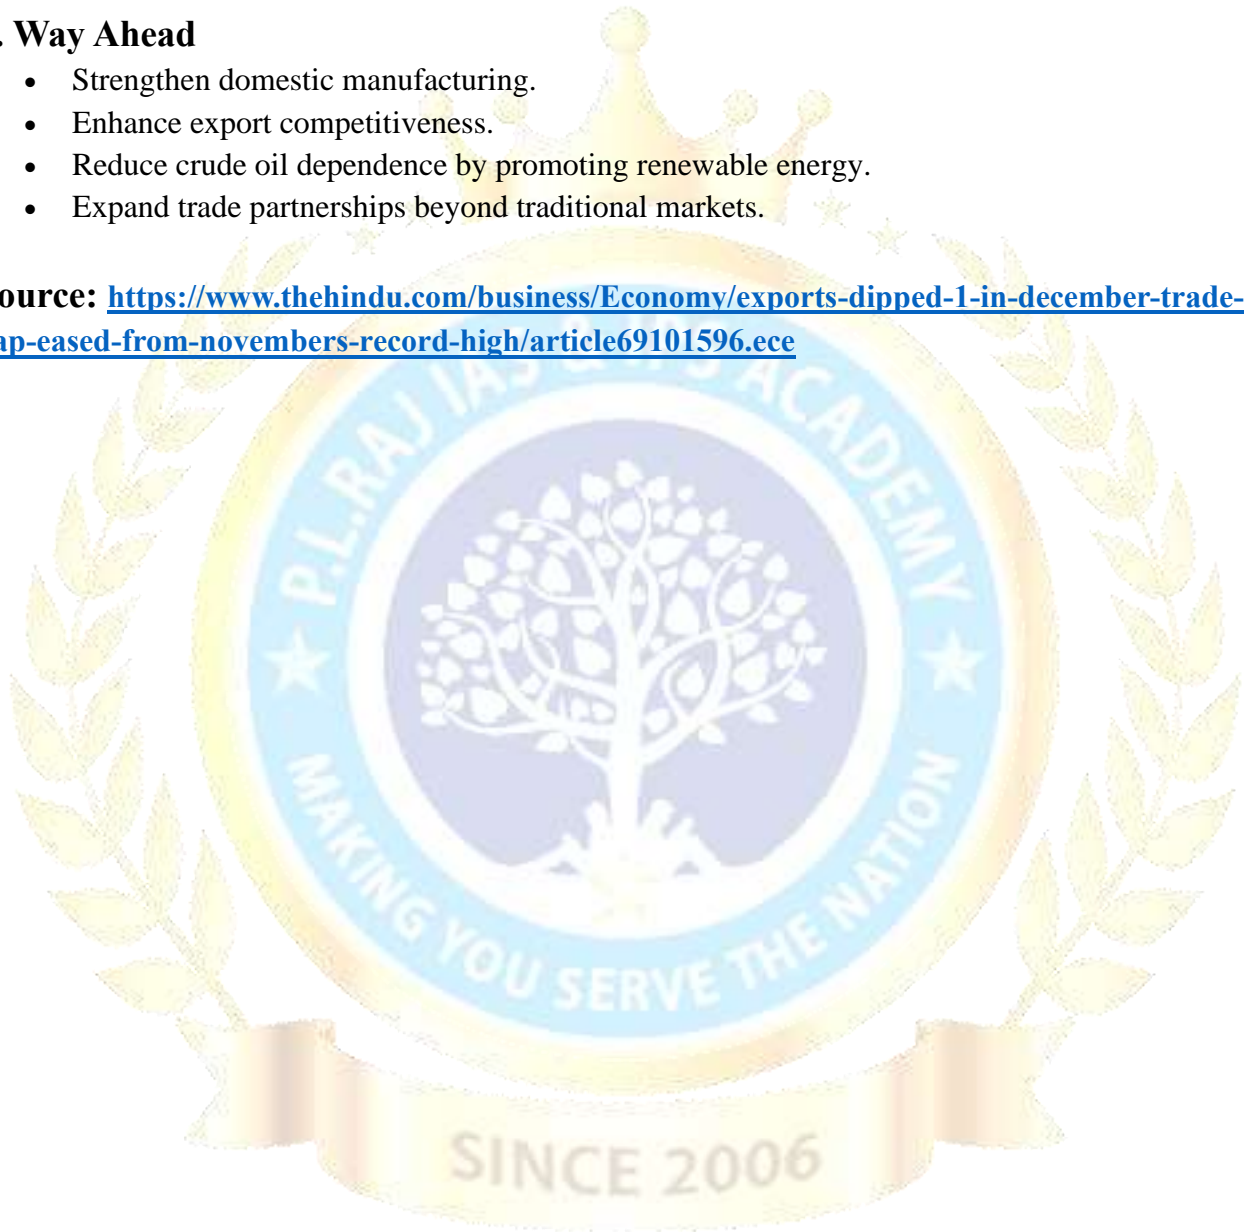 . Way Ahead
• Strengthen domestic manufacturing.
• Enhance export competitiveness.
• Reduce crude oil dependence by promoting renewable energy.
• Expand trade partnerships beyond traditional markets.
ource: https://www.thehindu.com/business/Economy/exports-dipped-1-in-december-trade-
ap-eased-from-novembers-record-high/article69101596.ece
P.L.RAJ IAS & IPS ACADEMY
MAKING YOU SERVE THE NATION
SINCE 2006